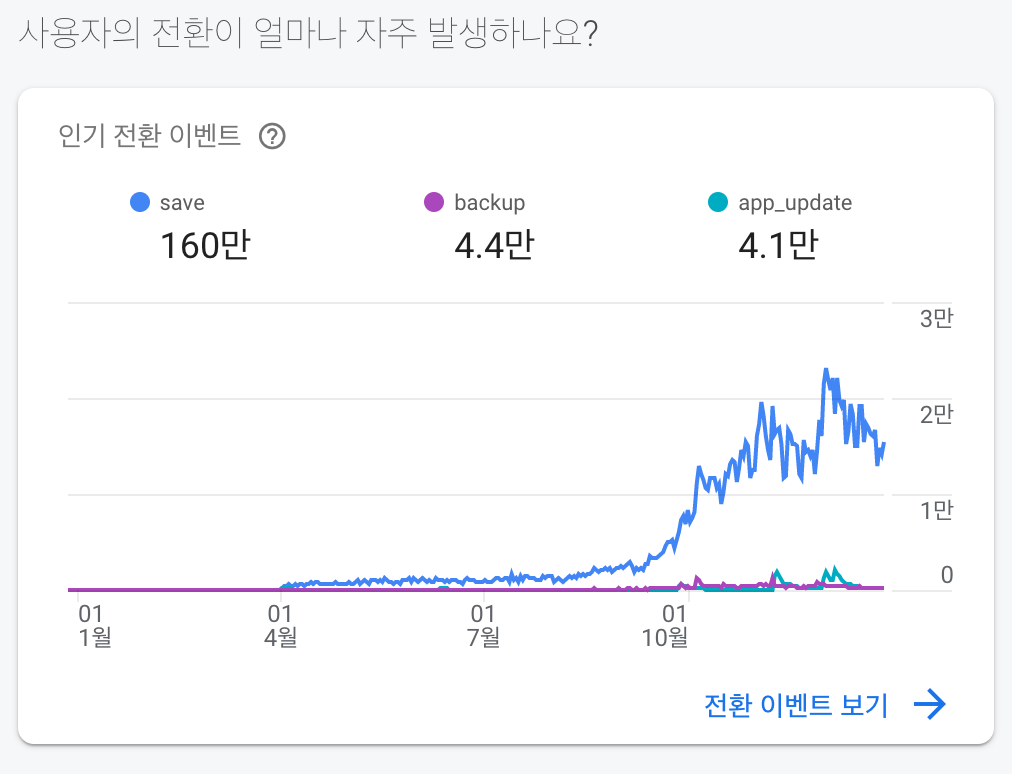 사용자의 전환이 얼마나 자주 발생하나요?
인기 전환 이벤트 ?
save backup app_update
160만 4.4만 4.1만
3만
2만
1만
0
01 01 01 01
1월 4월 7월 10월
전환 이벤트 보기